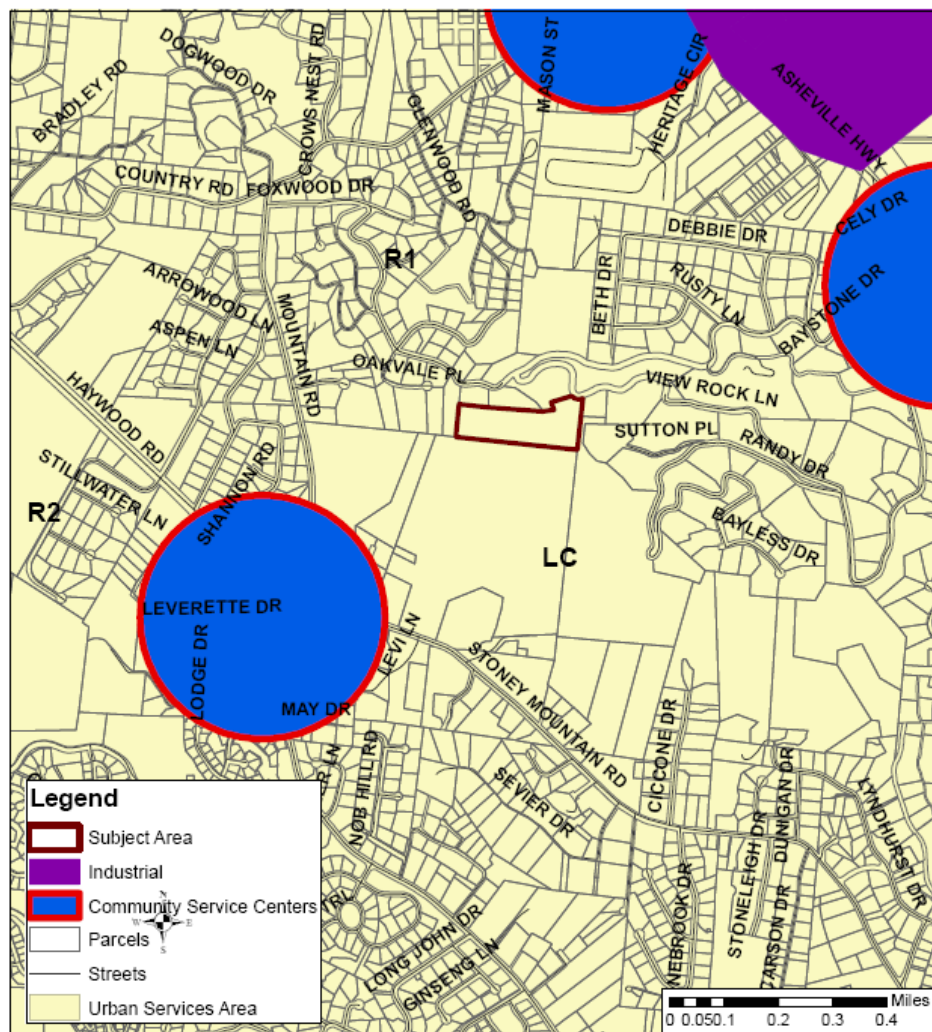 DOGWOOD DR
BRADLEY RD
CROWS NEST RD
GLENWOOD RD
MASON ST
HERITAGE CIR
ASHEVILLE HWY
COUNTRY RD
FOXWOOD DR
CELY DR
DEBBIE DR
R1
ARROWOOD LN
RUSTY LN
BETH DR
BAYSTONE DR
ASPEN LN
MOUNTAIN RD
OAKVALE PL
VIEW ROCK LN
HAYWOOD RD
SUTTON PL
RANDY DR
SHANNON RD
STILLWATER LN
R2
BAYLESS DR
LC
LEVERETTE DR
LODGE DR
LEVI LN
MAY DR
STONEY MOUNTAIN RD
CICCONE DR
ER LN
NOB HILL RD
SEVIER DR
STONELEIGH DR
DUNIGAN DR
LYNDHURST DR
NEBROOK DR
CARSON DR
TRL
LONG JOHN DR
GINSENG LN
Legend
Subject Area
Industrial
Community Service Centers
Parcels
Streets
Urban Services Area
N
W E
S
Miles
0 0.05 0.1 0.2 0.3 0.4